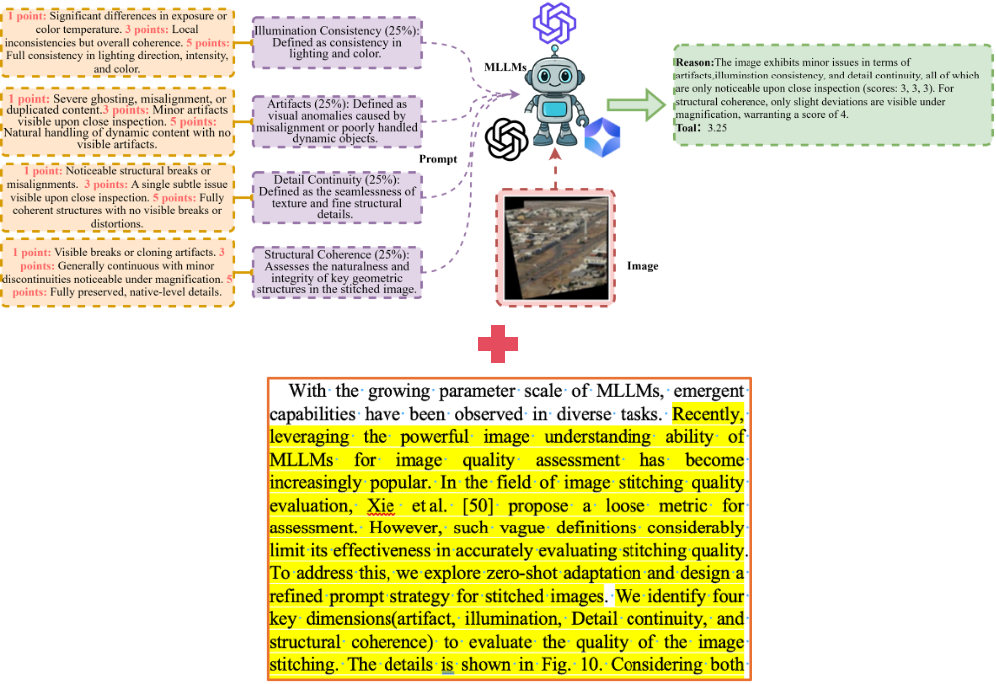 1 point: Significant differences in exposure or
color temperature. 3 points: Local
inconsistencies but overall coherence. 5 points:
Full consistency in lighting direction, intensity,
and color.
Illumination Consistency (25%):
Defined as consistency in
lighting and color.
1 point: Severe ghosting, misalignment, or
duplicated content.3 points: Minor artifacts
visible upon close inspection. 5 points:
Natural handling of dynamic content with no
visible artifacts.
Artifacts (25%): Defined as
visual anomalies caused by
misalignment or poorly handled
dynamic objects.
1 point: Noticeable structural breaks or
misalignments. 3 points: A single subtle issue
visible upon close inspection. 5 points: Fully
coherent structures with no visible breaks or
distortions.
Detail Continuity (25%):
Defined as the seamlessness of
texture and fine structural
details.
1 point: Visible breaks or cloning artifacts. 3
points: Generally continuous with minor
discontinuities noticeable under magnification. 5
points: Fully preserved, native-level details.
Structural Coherence (25%):
Assesses the naturalness and
integrity of key geometric
structures in the stitched image.
Prompt
MLLMs
Image
Reason:The image exhibits minor issues in terms of
artifacts,illumination consistency, and detail continuity, all of which
are only noticeable upon close inspection (scores: 3, 3, 3). For
structural coherence, only slight deviations are visible under
magnification, warranting a score of 4.
Toal: 3.25
With the growing parameter scale of MLLMs, emergent
capabilities have been observed in diverse tasks. Recently,
leveraging the powerful image understanding ability of
MLLMs for image quality assessment has become
increasingly popular. In the field of image stitching quality
evaluation, Xie et al. [50] propose a loose metric for
assessment. However, such vague definitions considerably
limit its effectiveness in accurately evaluating stitching quality.
To address this, we explore zero-shot adaptation and design a
refined prompt strategy for stitched images. We identify four
key dimensions(artifact, illumination, Detail continuity, and
structural coherence) to evaluate the quality of the image
stitching. The details is shown in Fig. 10. Considering both